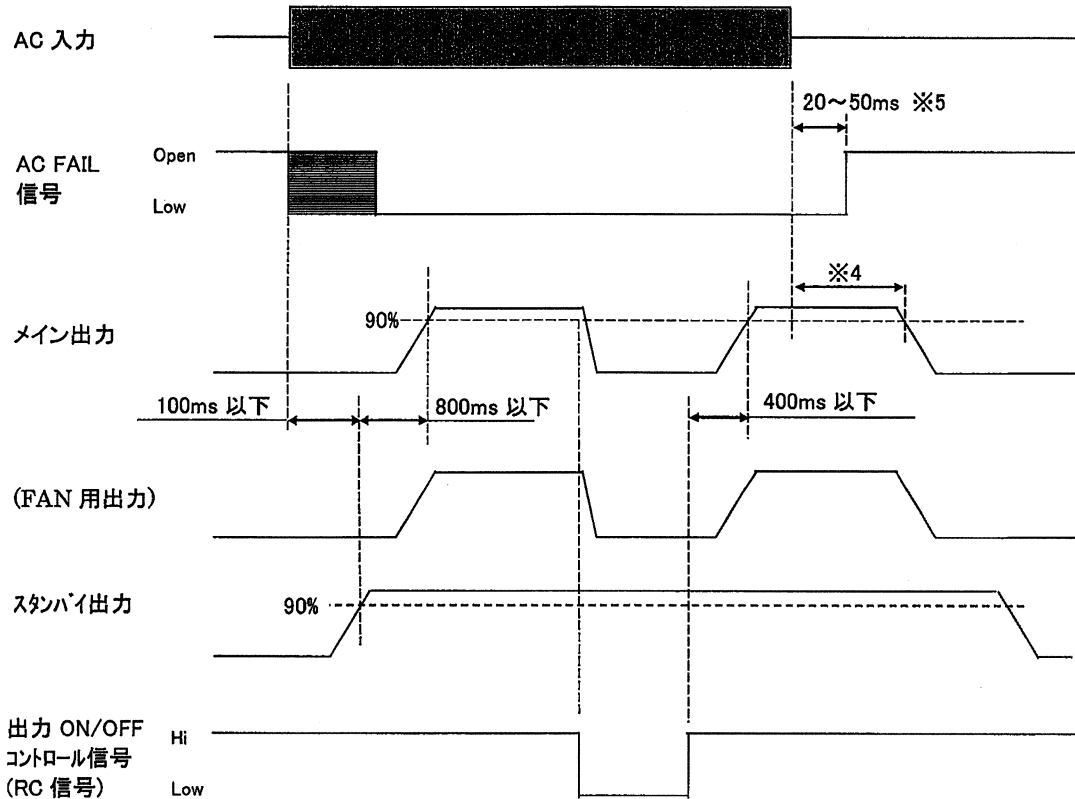 AC 入力
20～50ms ※5
AC FAIL
信号
Open
Low
※4
90%
メイン出力
100ms 以下
800ms 以下
400ms 以下
(FAN 用出力)
スタンバイ出力
90%
出力 ON/OFF
コントロール信号
(RC 信号)
Hi
Low